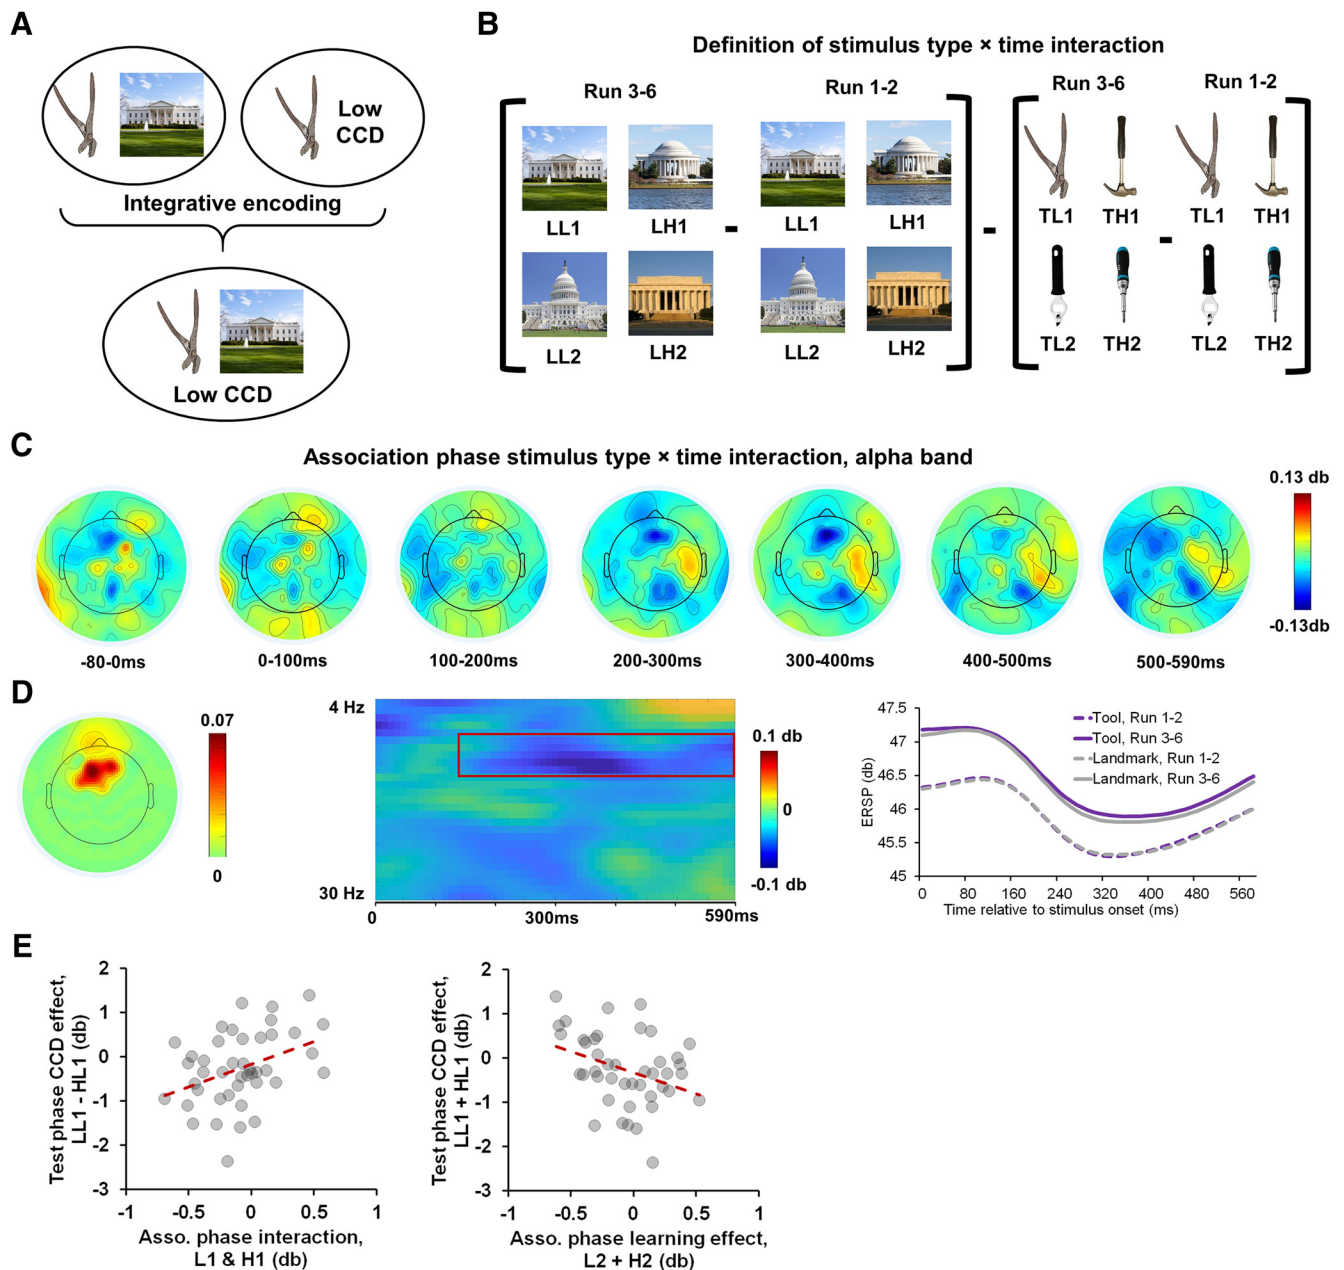 A
Low
CCD
Integrative encoding
Low CCD
B
Definition of stimulus type × time interaction
Run 3-6
Run 1-2
Run 3-6
Run 1-2
LL1
LH1
-
LL1
LH1
-
TL1
TH1
-
TL1
TH1
LL2
LH2
LL2
LH2
TL2
TH2
TL2
TH2
C
Association phase stimulus type × time interaction, alpha band
0.13 db
-0.13db
-80-0ms
0-100ms
100-200ms
200-300ms
300-400ms
400-500ms
500-590ms
D
0.07
0
4 Hz
30 Hz
0
300ms
590ms
0.1 db
0
-0.1 db
47.5
47
46.5
46
45.5
45
ERSP (db)
Tool, Run 1-2
Tool, Run 3-6
Landmark, Run 1-2
Landmark, Run 3-6
0
80
160
240
320
400
480
560
Time relative to stimulus onset (ms)
E
Test phase CCD effect,
LL1 - HL1 (db)
2
1
0
-1
-2
-3
-1
-0.5
0
0.5
1
Asso. phase interaction,
L1 & H1 (db)
Test phase CCD effect,
LL1 + HL1 (db)
2
1
0
-1
-2
-3
-1
-0.5
0
0.5
1
Asso. phase learning effect,
L2 + H2 (db)